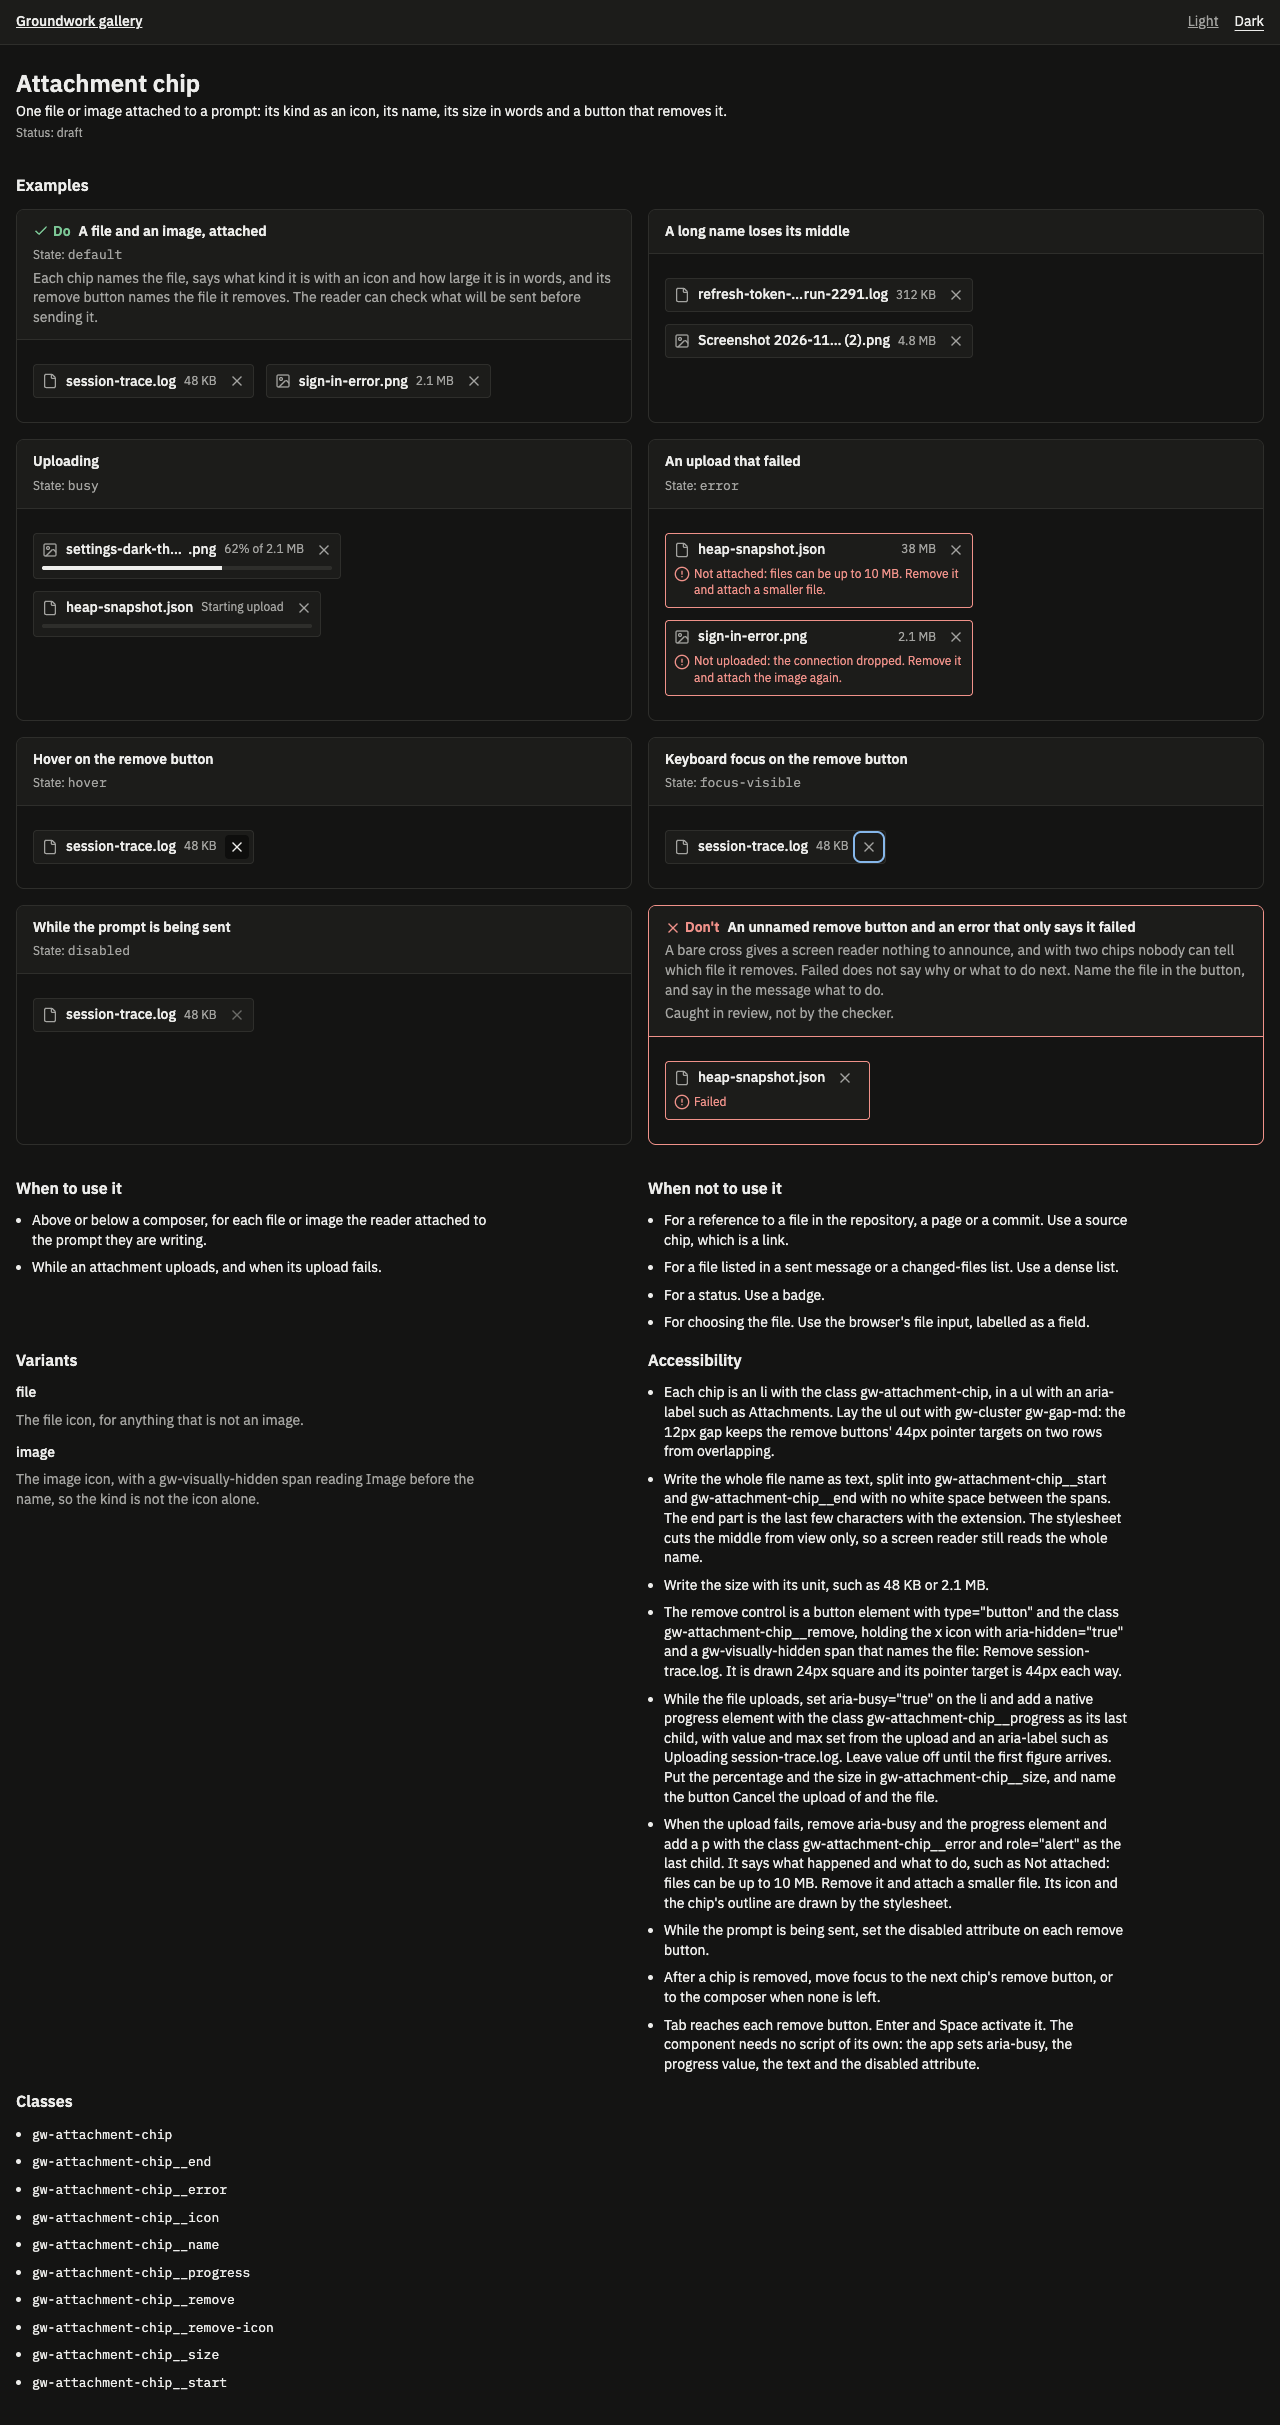 Groundwork gallery
Light
Dark
Attachment chip
One file or image attached to a prompt: its kind as an icon, its name, its size in words and a button that removes it.
Status: draft
Examples
Do A file and an image, attached
State: default
Each chip names the file, says what kind it is with an icon and how large it is in words, and its
remove button names the file it removes. The reader can check what will be sent before
sending it.
session-trace.log 48 KB
sign-in-error.png 2.1 MB
A long name loses its middle
refresh-token-...run-2291.log 312 KB
Screenshot 2026-11... (2).png 4.8 MB
Uploading
State: busy
settings-dark-th... .png 62% of 2.1 MB
heap-snapshot.json Starting upload
An upload that failed
State: error
heap-snapshot.json 38 MB
Not attached: files can be up to 10 MB. Remove it
and attach a smaller file.
sign-in-error.png 2.1 MB
Not uploaded: the connection dropped. Remove it
and attach the image again.
Hover on the remove button
State: hover
session-trace.log 48 KB
Keyboard focus on the remove button
State: focus-visible
session-trace.log 48 KB
While the prompt is being sent
State: disabled
session-trace.log 48 KB
Don't An unnamed remove button and an error that only says it failed
A bare cross gives a screen reader nothing to announce, and with two chips nobody can tell
which file it removes. Failed does not say why or what to do next. Name the file in the button,
and say in the message what to do.
Caught in review, not by the checker.
heap-snapshot.json
Failed
When to use it
Above or below a composer, for each file or image the reader attached to
the prompt they are writing.
While an attachment uploads, and when its upload fails.
When not to use it
For a reference to a file in the repository, a page or a commit. Use a source
chip, which is a link.
For a file listed in a sent message or a changed-files list. Use a dense list.
For a status. Use a badge.
For choosing the file. Use the browser's file input, labelled as a field.
Variants
file
The file icon, for anything that is not an image.
image
The image icon, with a gw-visually-hidden span reading Image before the
name, so the kind is not the icon alone.
Accessibility
Each chip is an li with the class gw-attachment-chip, in a ul with an aria-
label such as Attachments. Lay the ul out with gw-cluster gw-gap-md: the
12px gap keeps the remove buttons' 44px pointer targets on two rows
from overlapping.
Write the whole file name as text, split into gw-attachment-chip__start
and gw-attachment-chip__end with no white space between the spans.
The end part is the last few characters with the extension. The stylesheet
cuts the middle from view only, so a screen reader still reads the whole
name.
Write the size with its unit, such as 48 KB or 2.1 MB.
The remove control is a button element with type="button" and the class
gw-attachment-chip__remove, holding the x icon with aria-hidden="true"
and a gw-visually-hidden span that names the file: Remove session-
trace.log. It is drawn 24px square and its pointer target is 44px each way.
While the file uploads, set aria-busy="true" on the li and add a native
progress element with the class gw-attachment-chip__progress as its last
child, with value and max set from the upload and an aria-label such as
Uploading session-trace.log. Leave value off until the first figure arrives.
Put the percentage and the size in gw-attachment-chip__size, and name
the button Cancel the upload of and the file.
When the upload fails, remove aria-busy and the progress element and
add a p with the class gw-attachment-chip__error and role="alert" as the
last child. It says what happened and what to do, such as Not attached:
files can be up to 10 MB. Remove it and attach a smaller file. Its icon and
the chip's outline are drawn by the stylesheet.
While the prompt is being sent, set the disabled attribute on each remove
button.
After a chip is removed, move focus to the next chip's remove button, or
to the composer when none is left.
Tab reaches each remove button. Enter and Space activate it. The
component needs no script of its own: the app sets aria-busy, the
progress value, the text and the disabled attribute.
Classes
gw-attachment-chip
gw-attachment-chip__end
gw-attachment-chip__error
gw-attachment-chip__icon
gw-attachment-chip__name
gw-attachment-chip__progress
gw-attachment-chip__remove
gw-attachment-chip__remove-icon
gw-attachment-chip__size
gw-attachment-chip__start